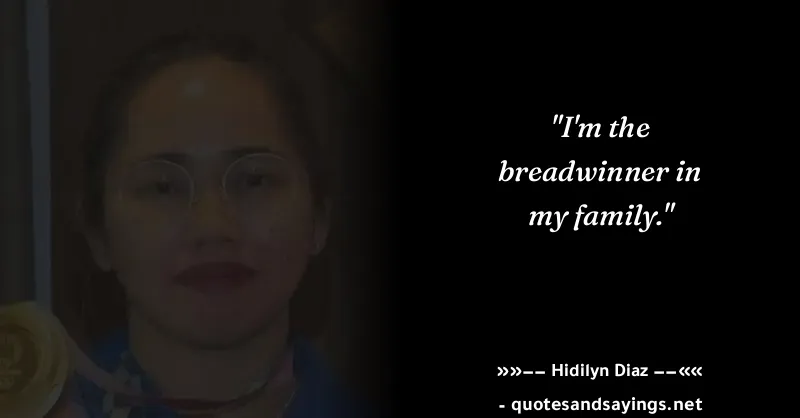 "I'm the
breadwinner in
my family."
»»−− Hidilyn Diaz −−««
- quotesandsayings.net